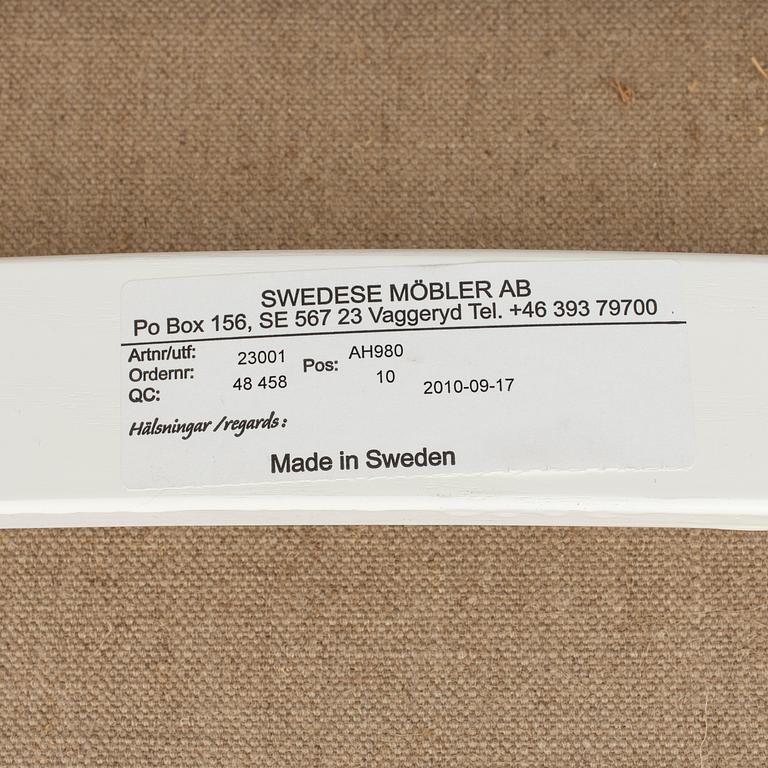 SWEDESE MÖBLER AB
Po Box 156, SE 567 23 Vaggeryd Tel. +46 393 79700
Artnr/utf: 23001 AH980
Ordernr: 48 458 Pos: 10 2010-09-17
QC:
Hälsningar /regards:
Made in Sweden